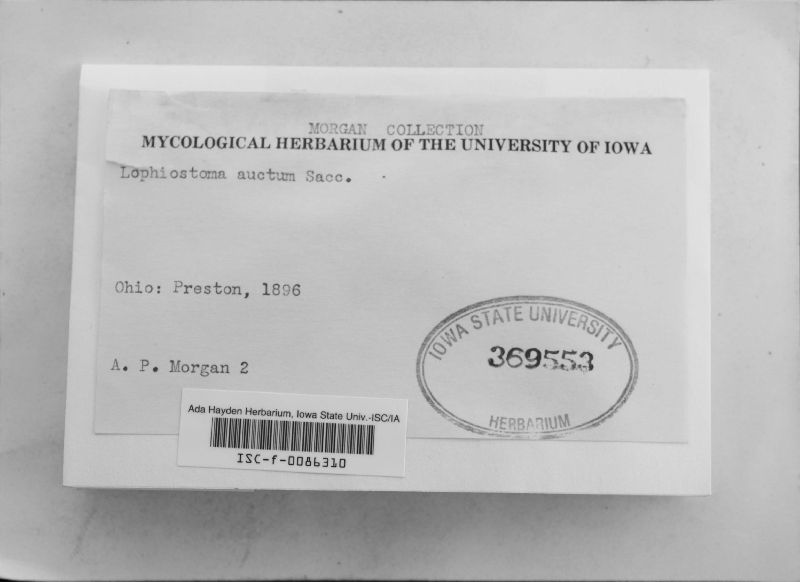 MORGAN COLLECTION
MYCOLOGICAL HERBARIUM OF THE UNIVERSITY OF IOWA
Lophiostoma auctum Sacc.
Ohio: Preston, 1896
IOWA STATE UNIVERSITY
369553
HERBARIUM
A. P. Morgan 2
Ada Hayden Herbarium, Iowa State Univ.-ISC/IA
ISC-f-0086310